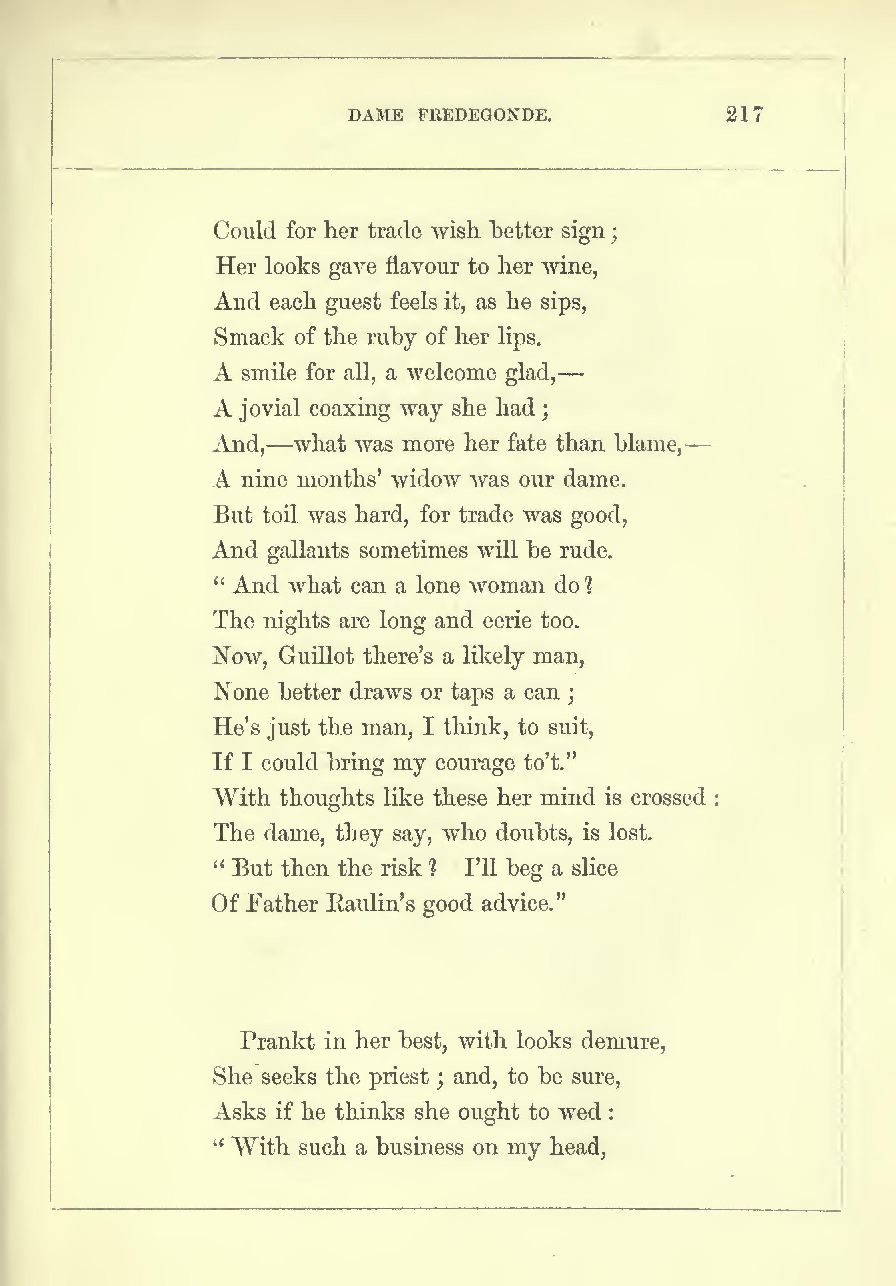 DAME FREDEGONDE. 217
Could for her trade wish better sign;
Her looks gave flavour to her wine,
And each guest feels it, as he sips,
Smack of the ruby of her lips.
A smile for all, a welcome glad,—
A jovial coaxing way she had;
And,—what was more her fate than blame,—
A nine months' widow was our dame.
But toil was hard, for trade was good,
And gallants sometimes will be rude.
“And what can a lone woman do?
The nights are long and eerie too.
Now, Guillot there's a likely man,
None better draws or taps a can;
He's just the man, I think, to suit,
If I could bring my courage to't.”
With thoughts like these her mind is crossed:
The dame, they say, who doubts, is lost.
“But then the risk? I'll beg a slice
Of Father Raulin's good advice.”
Prankt in her best, with looks demure,
She seeks the priest; and, to be sure,
Asks if he thinks she ought to wed:
“With such a business on my head,